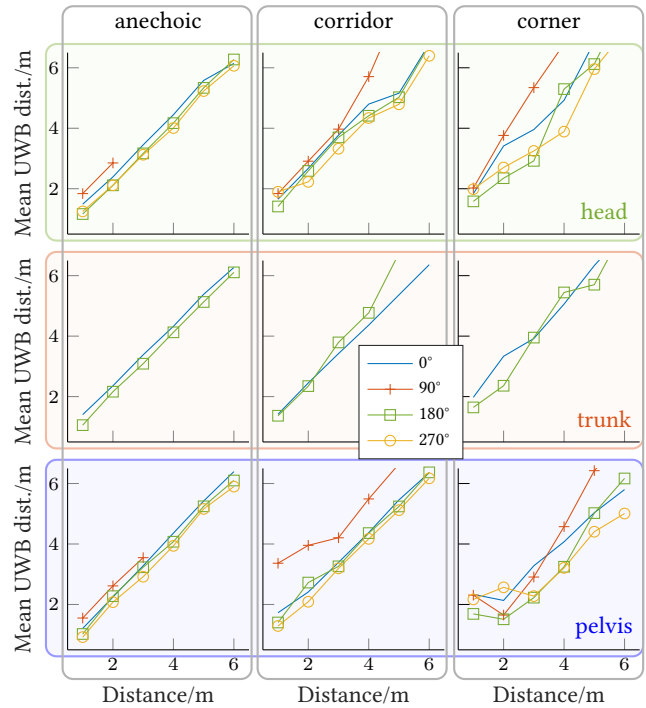 anechoic corridor corner
Mean UWB dist./m 6 4 2 head
Mean UWB dist./m 6 4 2 trunk
0°
90°
180°
270°
Mean UWB dist./m 6 4 2 pelvis
2 4 6 2 4 6 2 4 6
Distance/m Distance/m Distance/m